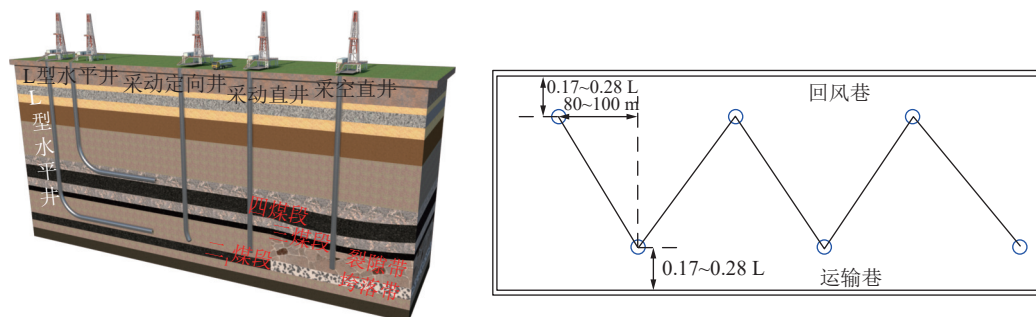 L型水平井
采动定向井
采动直井
采空直井
L型水平井
四煤段
三煤段
二1煤段
裂隙带
垮落带
0.17~0.28 L
80~100 m
回风巷
0.17~0.28 L
运输巷